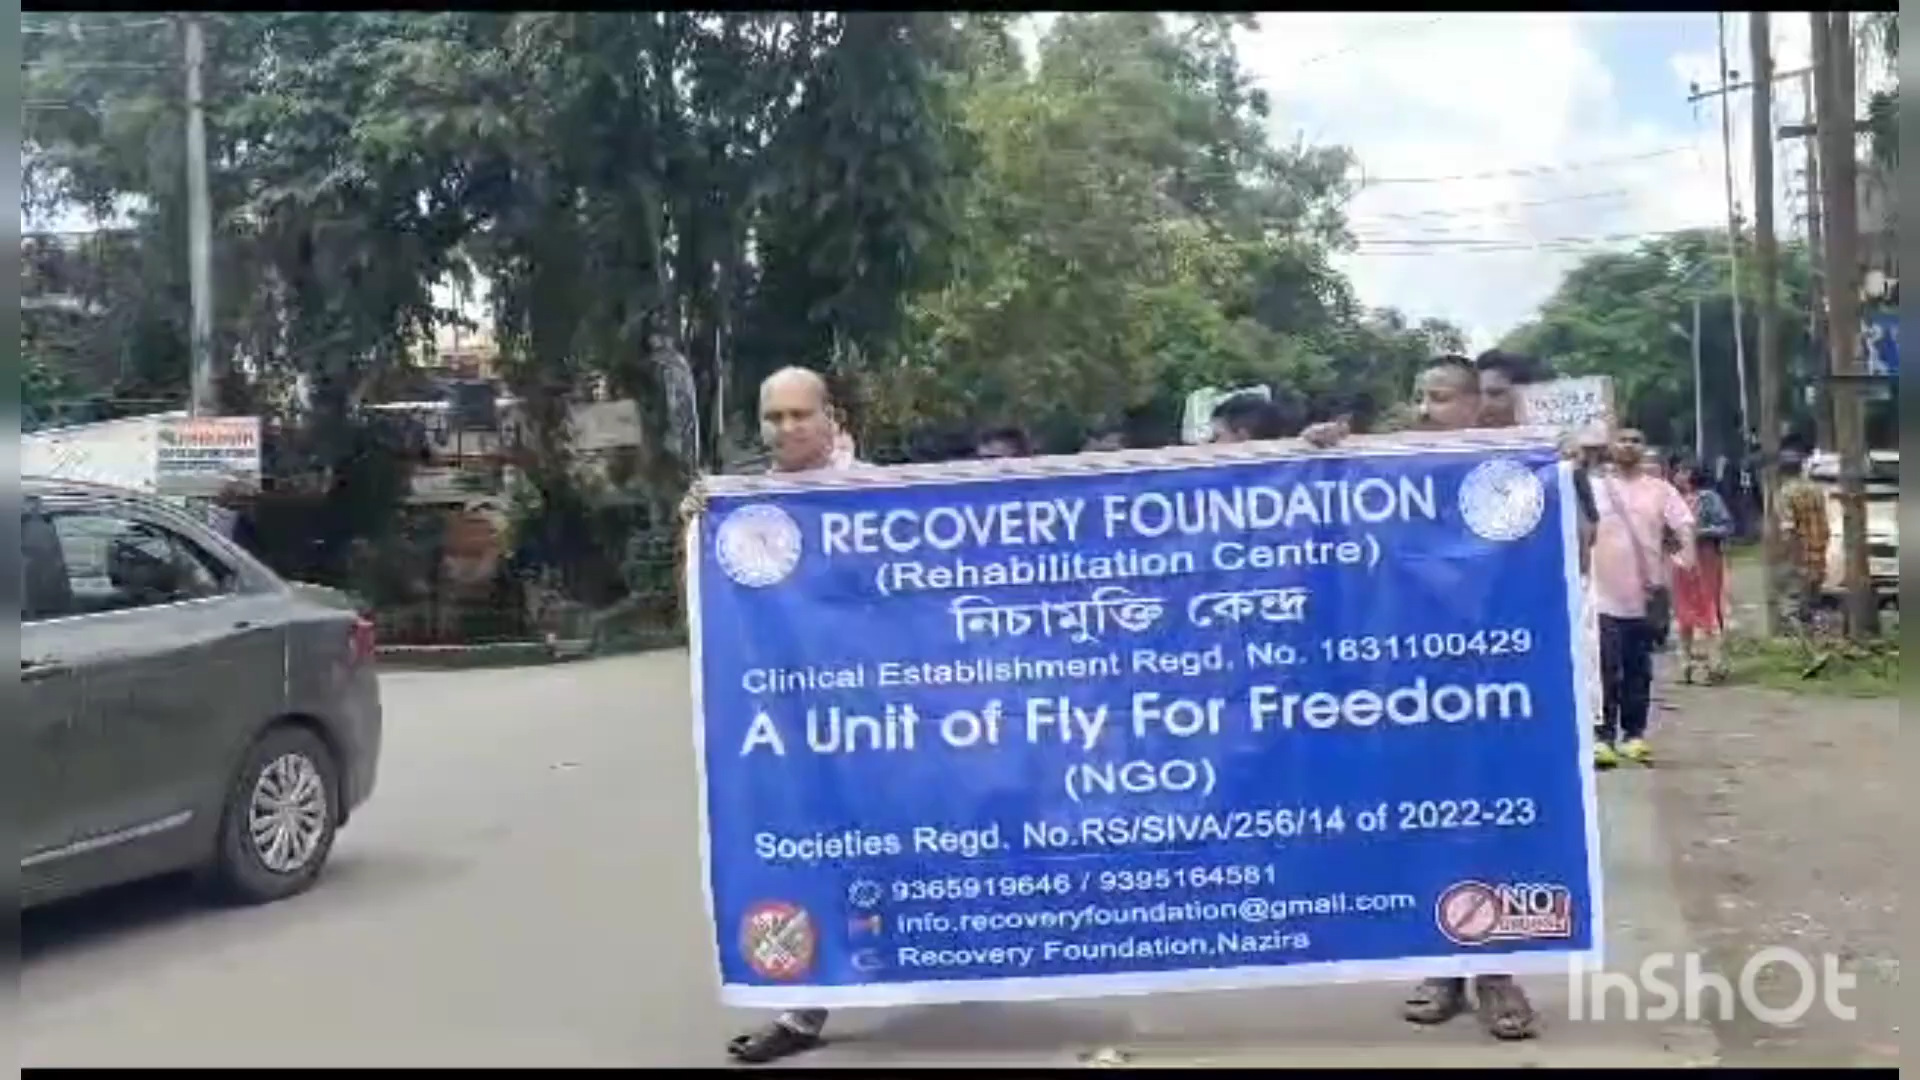 RECOVERY FOUNDATION
(Rehabilitation Centre)
নিচামুক্তি কেন্দ্ৰ
Clinical Establishment Regd. No. 1831100429
A Unit of Fly For Freedom
(NGO)
Societies Regd. No.RS/SIVA/256/14 of 2022-23
9365919646 / 9395164581
info.recoveryfoundation@gmail.com
Recovery Foundation,Nazira
NO
InShOt